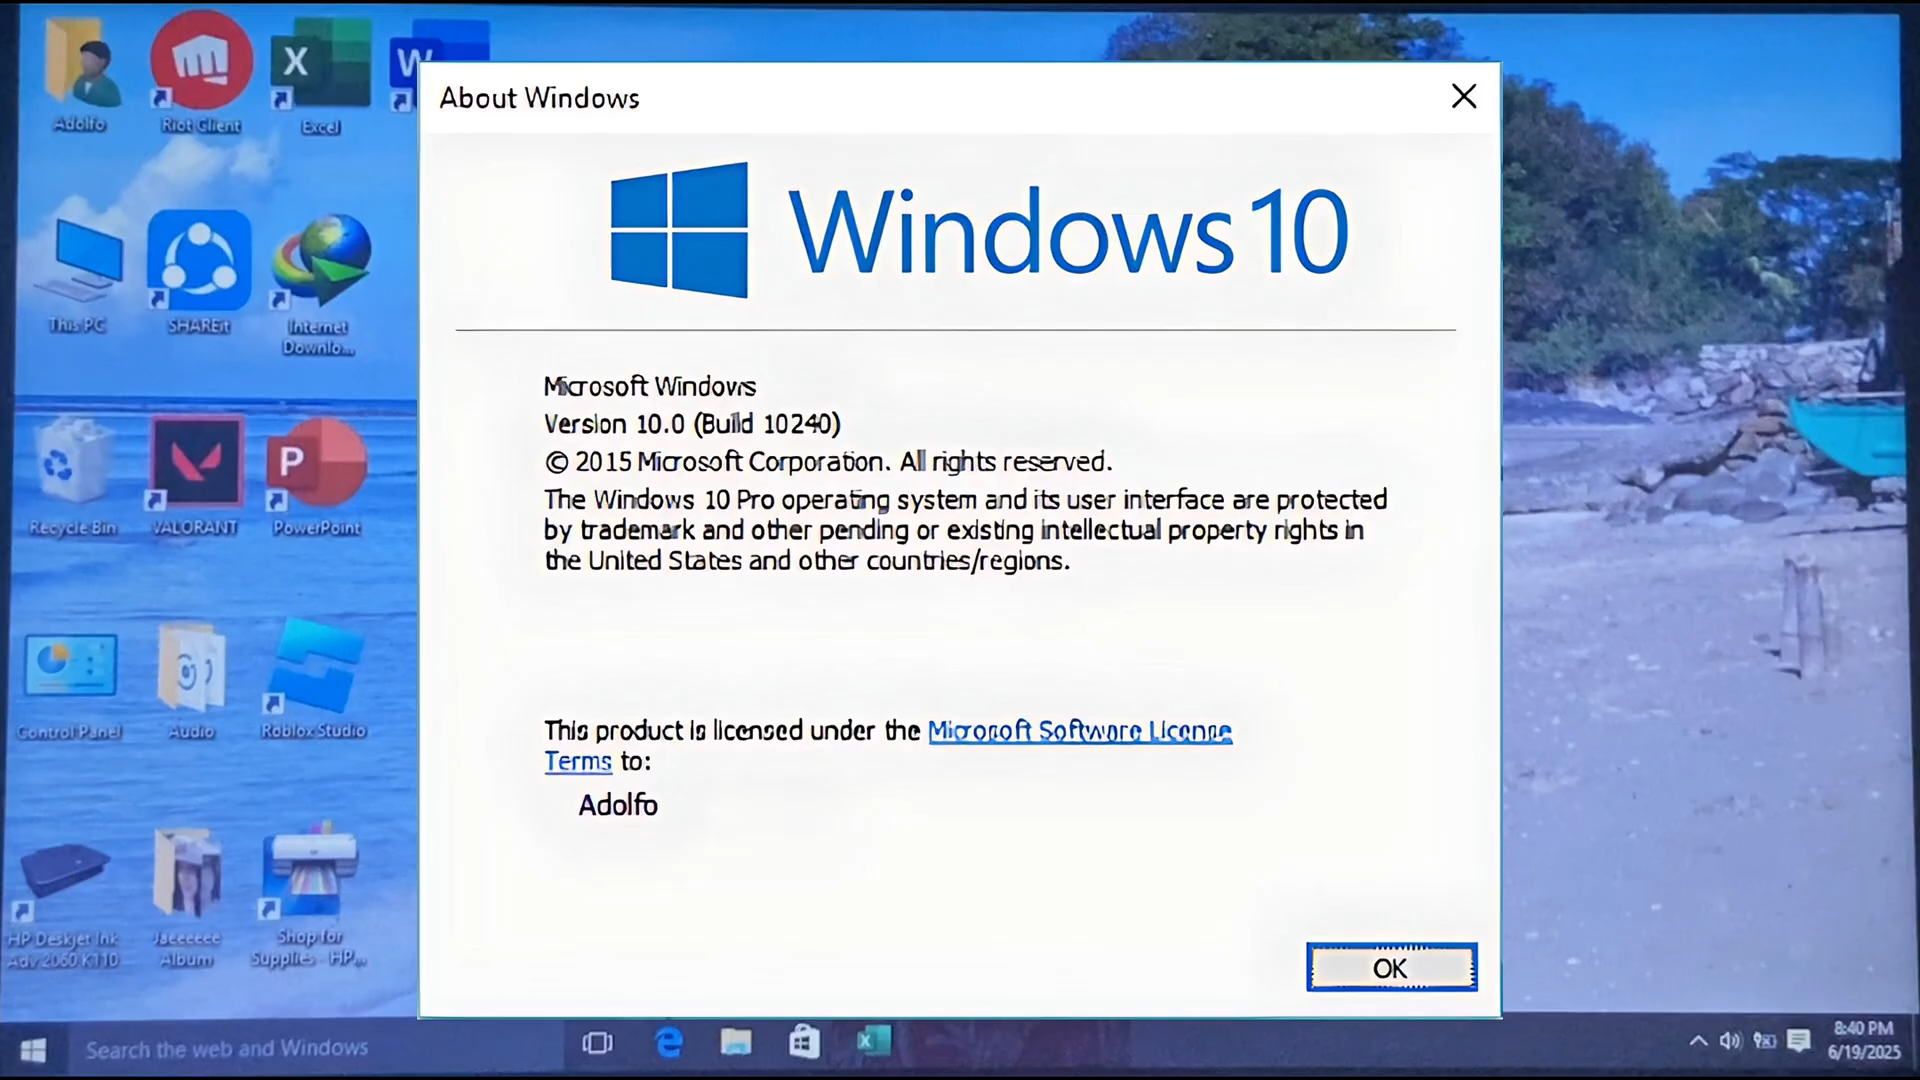 Adolfo
Riot Client
Excel
W
About Windows
Windows 10
Microsoft Windows
Version 10.0 (Build 10240)
© 2015 Microsoft Corporation. All rights reserved.
The Windows 10 Pro operating system and its user interface are protected
by trademark and other pending or existing intellectual property rights in
the United States and other countries/regions.
This product is licensed under the Microsoft Software License
Terms to:
Adolfo
OK
This PC
SHAREit
Internet
Downlo...
Recycle Bin
VALORANT
PowerPoint
Control Panel
Audio
Roblox Studio
HP Deskjet Ink
Adv 2060 K110
Jaeeeeee
Album
Shop for
Supplies - HP...
Search the web and Windows
8:40 PM
6/19/2025